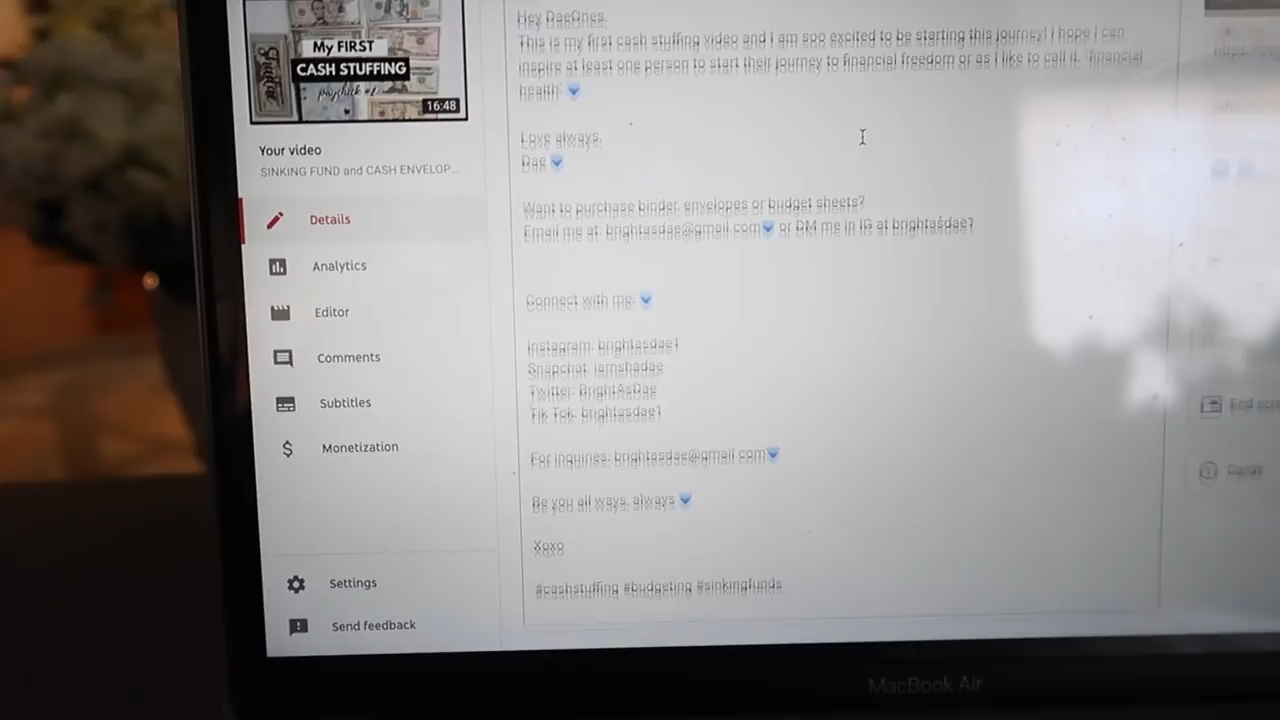 My FIRST
CASH STUFFING
paycheck #1
16:48
Your video
SINKING FUND and CASH ENVELOP...
Details
Analytics
Editor
Comments
Subtitles
Monetization
Settings
Send feedback
Hey DaeOnes,
This is my first cash stuffing video and I am soo excited to be starting this journey! I hope I can
inspire at least one person to start their journey to financial freedom or as I like to call it, "financial
health" 💙
Love always,
Dae 💙
Want to purchase binder, envelopes or budget sheets?
Email me at: brightasdae@gmail.com💙 or DM me in IG at brightasdae1
Connect with me: 💙
Instagram: brightasdae1
Snapchat: iamshadae
Twitter: BrightAsDae
Tik Tok: brightasdae1
For inquiries: brightasdae@gmail.com💙
Be you all ways, always 💙
Xoxo
#cashstuffing #budgeting #sinkingfunds
End scre
Cards
MacBook Air